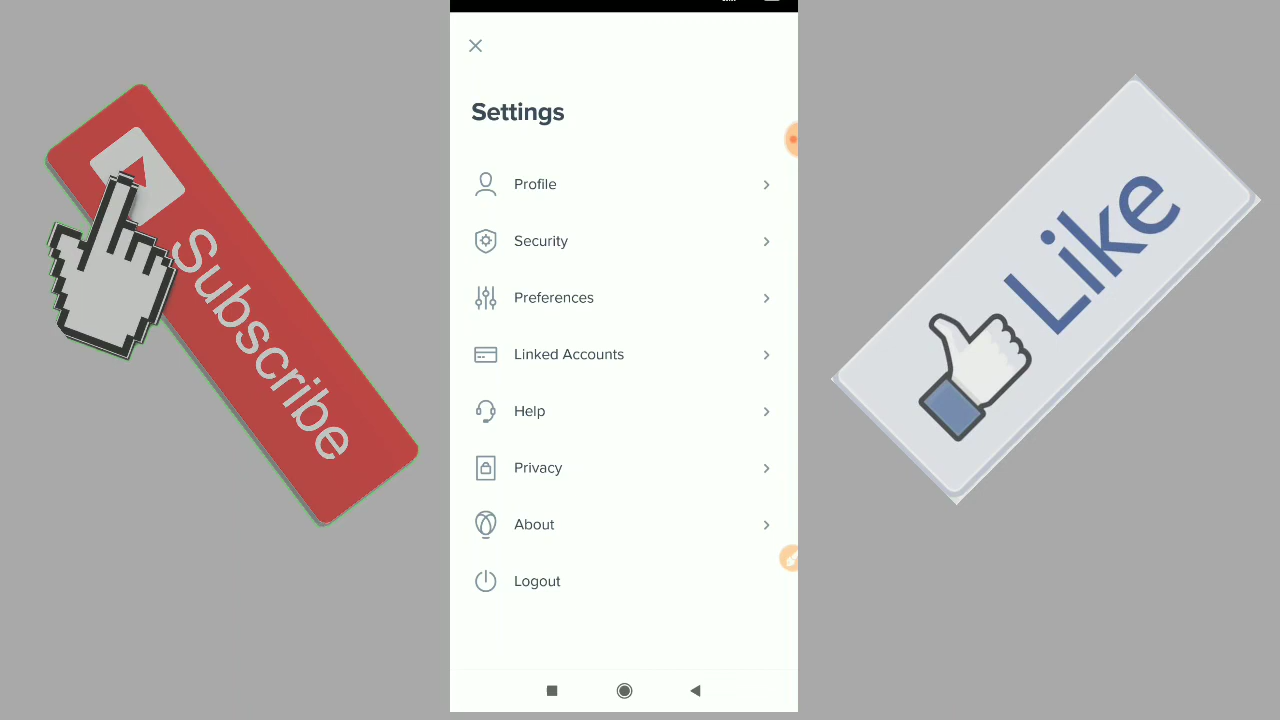 Subscribe
Settings
Profile
Security
Preferences
Linked Accounts
Help
Privacy
About
Logout
Like